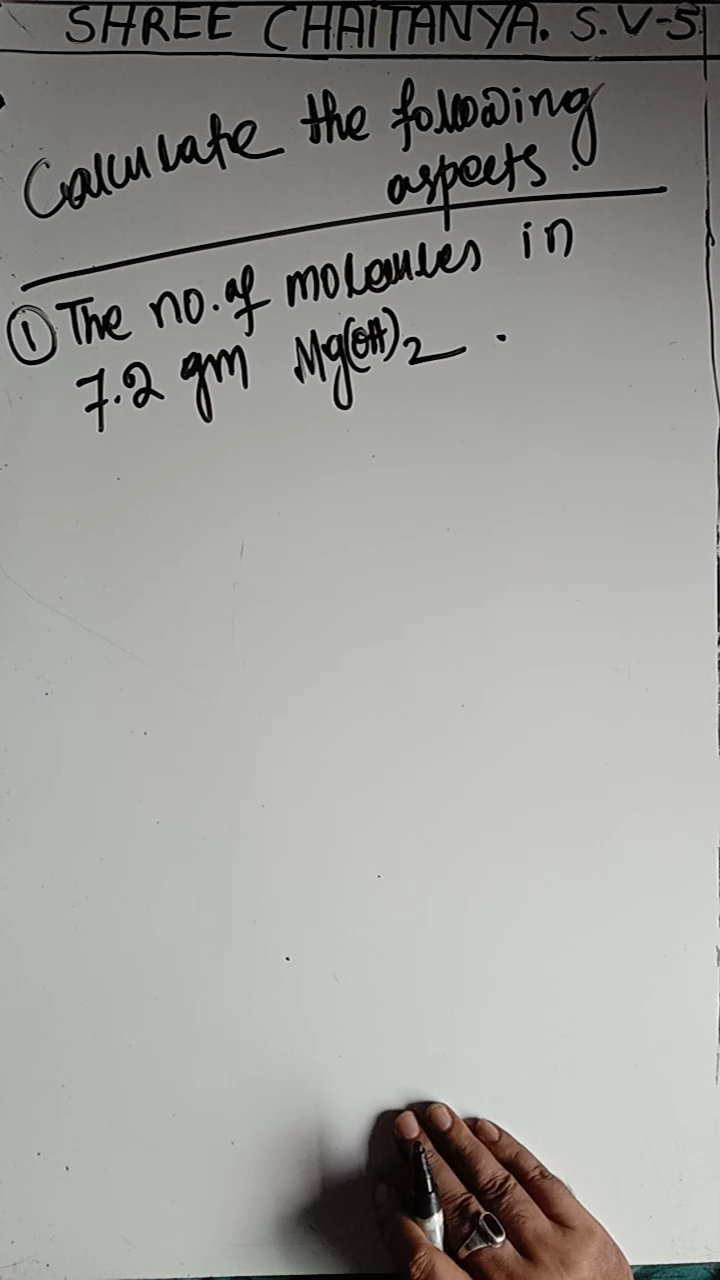 SHREE CHAITANYA. S. V-5
Calculate the following
aspects.
① The no. of molecules in
7.2 gm Mg(OH)2.